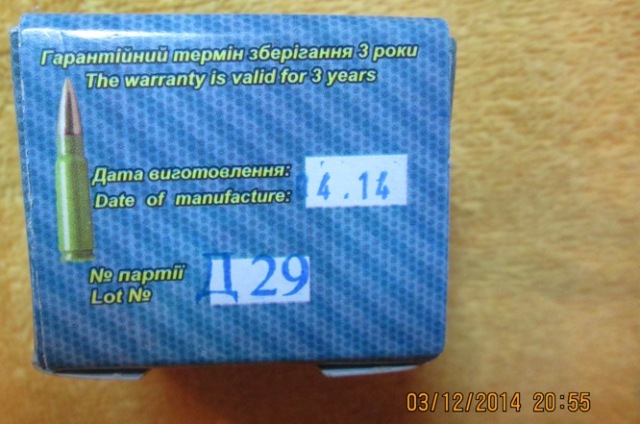 Гарантійний термін зберігання 3 роки
The warranty is valid for 3 years
Дата виготовлення:
Date of manufacture:
4.14
№ партії
Lot №
Д 29
03/12/2014 20:55